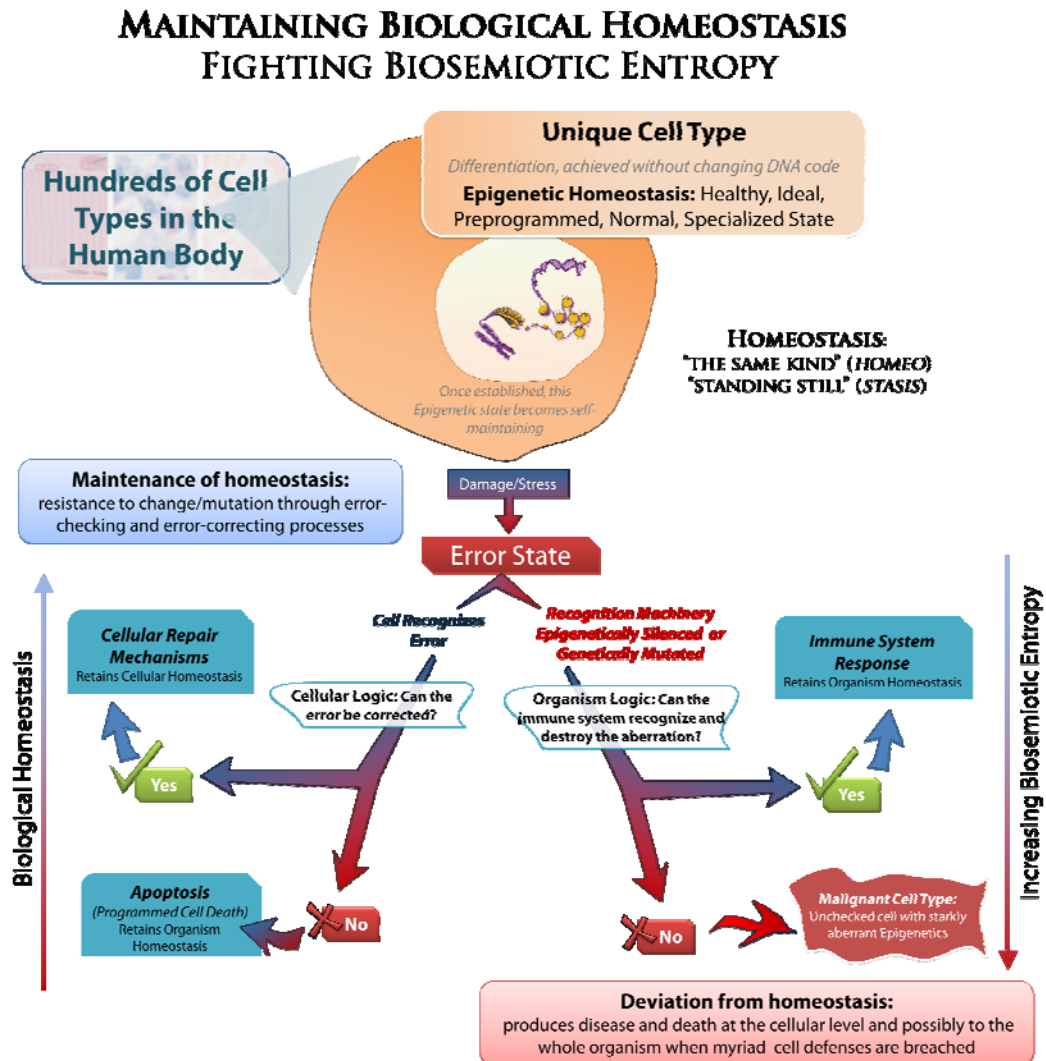 MAINTAINING BIOLOGICAL HOMEOSTASIS
FIGHTING BIOSEMIOTIC ENTROPY
Hundreds of Cell
Types in the
Human Body
Unique Cell Type
Differentiation, achieved without changing DNA code
Epigenetic Homeostasis: Healthy, Ideal,
Preprogrammed, Normal, Specialized State
Once established, this
Epigenetic state becomes self-
maintaining
HOMEOSTASIS:
"THE SAME KIND" (HOMEO)
"STANDING STILL" (STASIS)
Maintenance of homeostasis:
resistance to change/mutation through error-
checking and error-correcting processes
Damage/Stress
Error State
Biological Homeostasis
Cellular Repair
Mechanisms
Retains Cellular Homeostasis
Cell Recognizes
Error
Recognition Machinery
Epigenetically Silenced or
Genetically Mutated
Immune System
Response
Retains Organism Homeostasis
Increasing Biosemiotic Entropy
Cellular Logic: Can the
error be corrected?
Organism Logic: Can the
immune system recognize and
destroy the aberration?
Yes
Yes
Apoptosis
(Programmed Cell Death)
Retains Organism
Homeostasis
No
No
Malignant Cell Type:
Unchecked cell with starkly
aberrant Epigenetics
Deviation from homeostasis:
produces disease and death at the cellular level and possibly to the
whole organism when myriad cell defenses are breached